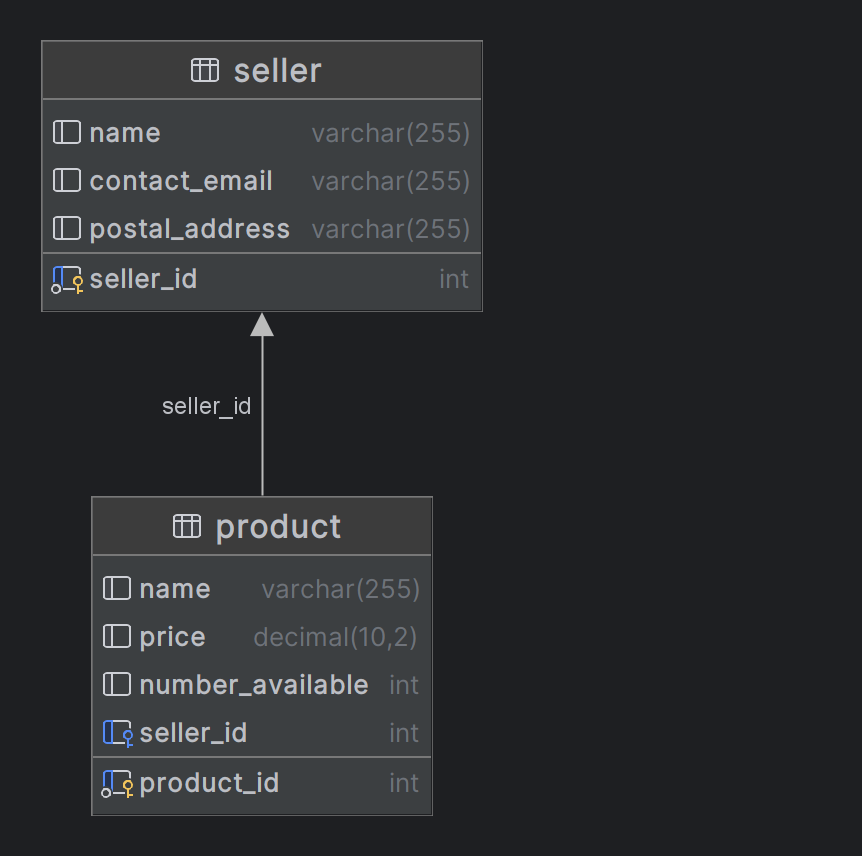 seller
name varchar(255)
contact_email varchar(255)
postal_address varchar(255)
seller_id int
seller_id
product
name varchar(255)
price decimal(10,2)
number_available int
seller_id int
product_id int